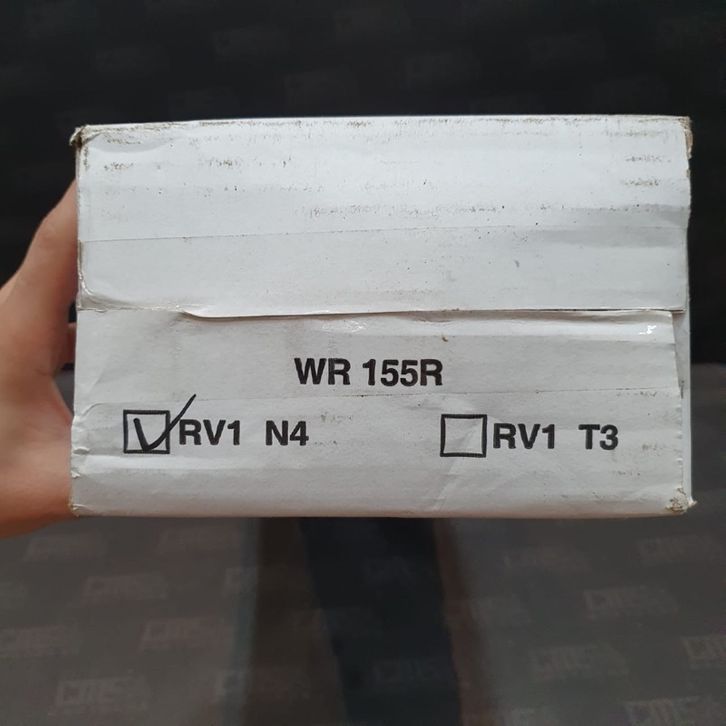 WR 155R
☑ RV1 N4 ☐ RV1 T3